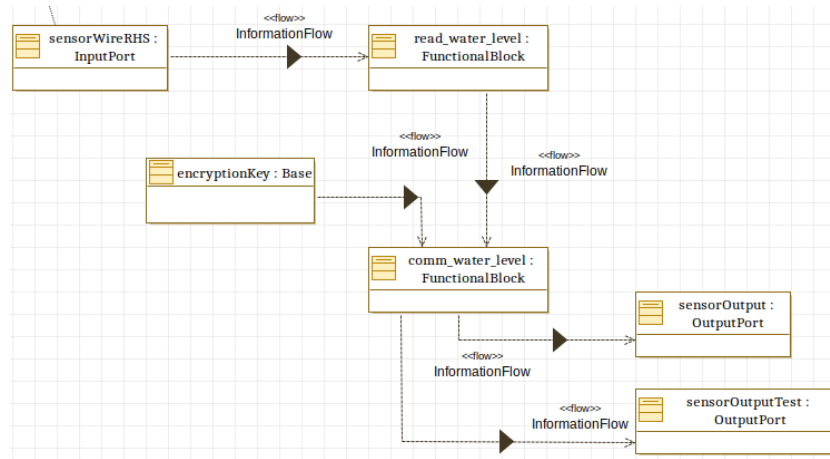 <<flow>>
InformationFlow
sensorWireRHS :
InputPort
read_water_level :
FunctionalBlock
<<flow>>
InformationFlow
<<flow>>
InformationFlow
encryptionKey : Base
comm_water_level :
FunctionalBlock
sensorOutput :
OutputPort
<<flow>>
InformationFlow
sensorOutputTest :
OutputPort
<<flow>>
InformationFlow